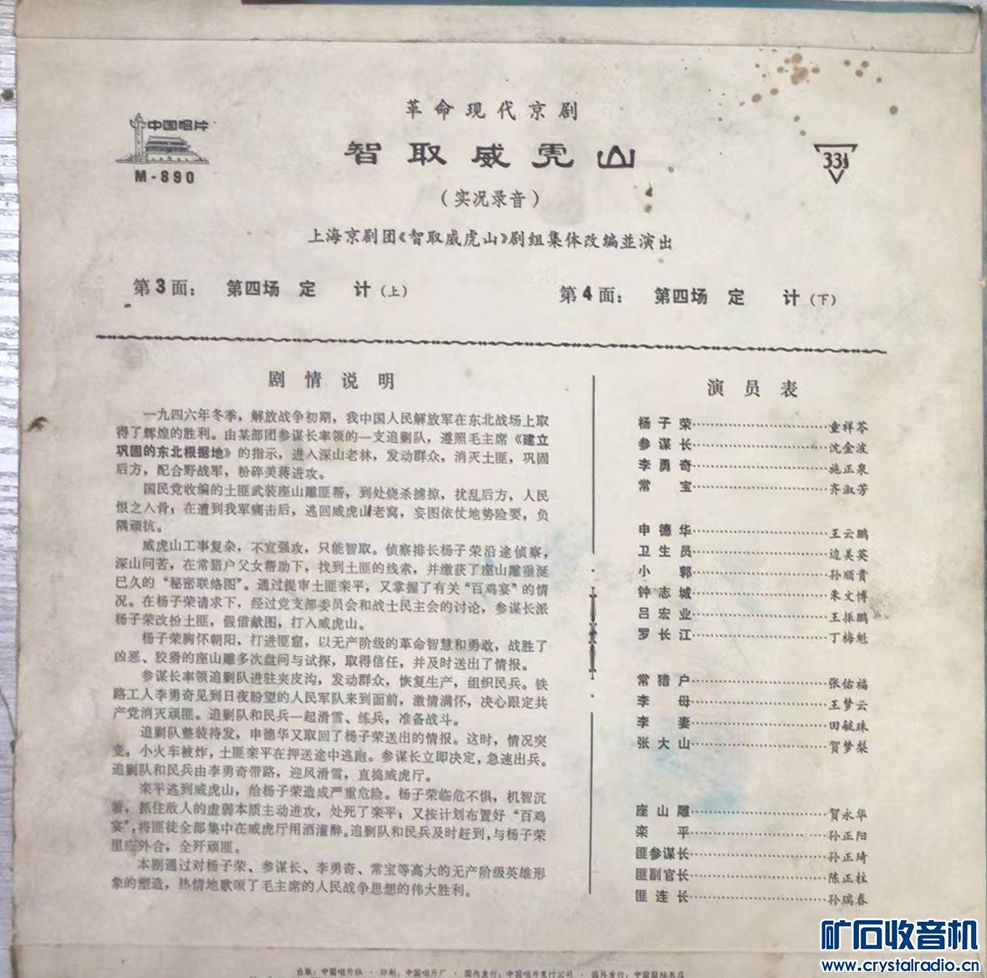 革命现代京剧
中国唱片
M-890
智取威虎山
33⅓
（实况录音）
上海京剧团《智取威虎山》剧组集体改编並演出
第3面： 第四场 定 计（上）
第4面： 第四场 定 计（下）
剧情说明
一九四六年冬季，解放战争初期，我中国人民解放军在东北战场上取
得了辉煌的胜利。由某部团参谋长率领的一支追剿队，遵照毛主席《建立
巩固的东北根据地》的指示，进入深山老林，发动群众，消灭土匪，巩固
后方，配合野战军，粉碎美蒋进攻。
国民党收编的土匪武装座山雕匪帮，到处烧杀掳掠，扰乱后方，人民
恨之入骨；在遭到我军痛击后，逃回威虎山老窝，妄图依仗地势险要，负
隅顽抗。
威虎山工事复杂，不宜强攻，只能智取。侦察排长杨子荣沿途侦察，
深山问苦，在常猎户父女帮助下，找到土匪的线索，并缴获了座山雕垂涎
已久的“秘密联络图”。通过提审土匪栾平，又掌握了有关“百鸡宴”的情
况。在杨子荣请求下，经过党支部委员会和战士民主会的讨论，参谋长派
杨子荣改扮土匪，假借献图，打入威虎山。
杨子荣胸怀朝阳，打进匪窟，以无产阶级的革命智慧和勇敢，战胜了
凶恶、狡猾的座山雕多次盘问与试探，取得信任，并及时送出了情报。
参谋长率领追剿队进驻夹皮沟，发动群众，恢复生产，组织民兵。铁
路工人李勇奇见到日夜盼望的人民军队来到面前，激情满怀，决心跟定共
产党消灭顽匪。追剿队和民兵一起滑雪、练兵，准备战斗。
追剿队整装待发，申德华又取回了杨子荣送出的情报。这时，情况突
变，小火车被炸，土匪栾平在押送途中逃跑。参谋长立即决定，急速出兵。
追剿队和民兵由李勇奇带路，迎风滑雪，直捣威虎厅。
栾平逃到威虎山，给杨子荣造成严重危险。杨子荣临危不惧，机智沉
着，抓住敌人的虚弱本质主动进攻，处死了栾平；又按计划布置好“百鸡
宴”，将匪徒全部集中在威虎厅用酒灌醉。追剿队和民兵及时赶到，与杨子荣
里应外合，全歼顽匪。
本剧通过对杨子荣、参谋长、李勇奇、常宝等高大的无产阶级英雄形
象的塑造，热情地歌颂了毛主席的人民战争思想的伟大胜利。
演员表
杨子荣……童祥苓
参谋长……沈金波
李勇奇……施正泉
常宝……齐淑芳
申德华……王云鹏
卫生员……边美英
小郭……孙顺贵
钟志城……朱文博
吕宏业……王振鹏
罗长江……丁梅魁
常猎户……张佑福
李母……王梦云
李妻……田毓珠
张大山……贺梦梨
座山雕……贺永华
栾平……孙正阳
匪参谋长……孙正琦
匪副官长……陈正柱
匪连长……孙瑞春
出版：中国唱片社 · 印制：中国唱片厂 · 国内发行：中国唱片发行公司 · 国外发行：中国国际书店
矿石收音机
www.crystalradio.cn